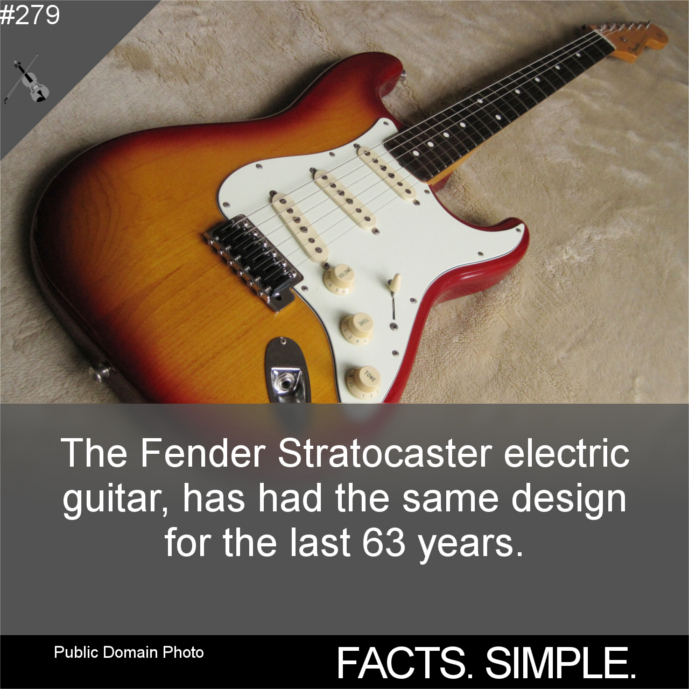 #279
The Fender Stratocaster electric
guitar, has had the same design
for the last 63 years.
Public Domain Photo
FACTS. SIMPLE.